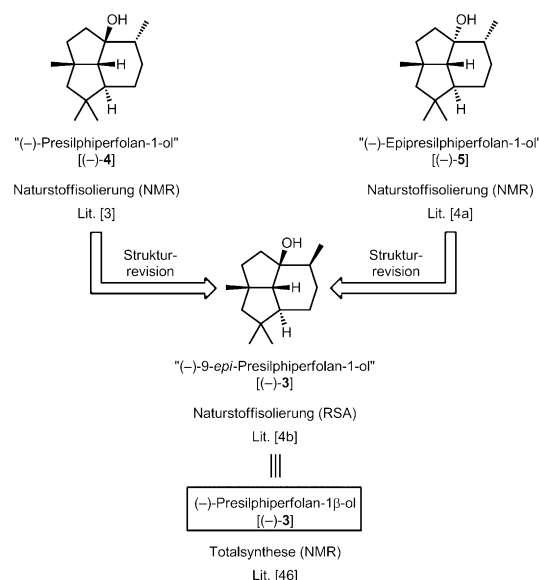 OH
H
H
"(–)-Presilphiperfolan-1-ol"
[(–)-4]
Naturstoffisolierung (NMR)
Lit. [3]
OH
H
H
"(–)-Epipresilphiperfolan-1-ol"
[(–)-5]
Naturstoffisolierung (NMR)
Lit. [4a]
Struktur-
revision
Struktur-
revision
OH
H
H
"(–)-9-epi-Presilphiperfolan-1-ol"
[(–)-3]
Naturstoffisolierung (RSA)
Lit. [4b]
(–)-Presilphiperfolan-1β-ol
[(–)-3]
Totalsynthese (NMR)
Lit. [46]